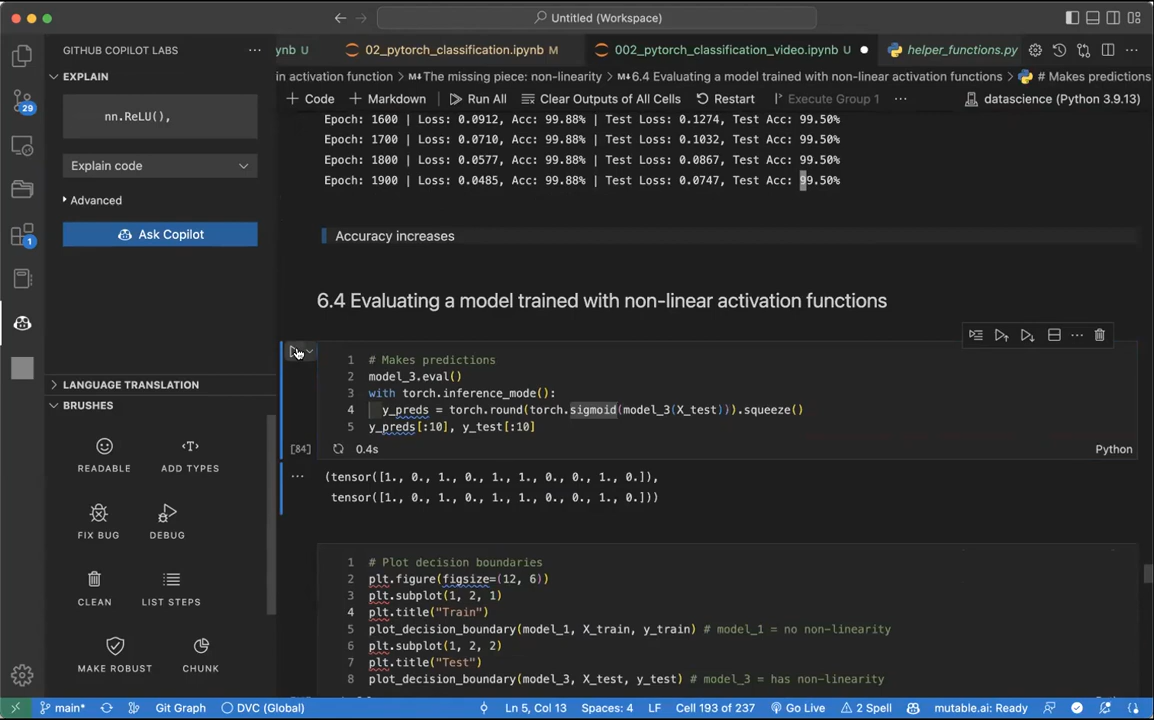 Untitled (Workspace)
GITHUB COPILOT LABS
ynb U
02_pytorch_classification.ipynb M
002_pytorch_classification_video.ipynb U
helper_functions.py
EXPLAIN
in activation function > M↓The missing piece: non-linearity > M↓6.4 Evaluating a model trained with non-linear activation functions > # Makes predictions
+ Code + Markdown Run All Clear Outputs of All Cells Restart Execute Group 1 ... datascience (Python 3.9.13)
nn.ReLU(),
Explain code
Advanced
Ask Copilot
Epoch: 1600 | Loss: 0.0912, Acc: 99.88% | Test Loss: 0.1274, Test Acc: 99.50%
Epoch: 1700 | Loss: 0.0710, Acc: 99.88% | Test Loss: 0.1032, Test Acc: 99.50%
Epoch: 1800 | Loss: 0.0577, Acc: 99.88% | Test Loss: 0.0867, Test Acc: 99.50%
Epoch: 1900 | Loss: 0.0485, Acc: 99.88% | Test Loss: 0.0747, Test Acc: 99.50%
Accuracy increases
6.4 Evaluating a model trained with non-linear activation functions
1 # Makes predictions
2 model_3.eval()
3 with torch.inference_mode():
4 y_preds = torch.round(torch.sigmoid(model_3(X_test))).squeeze()
5 y_preds[:10], y_test[:10]
[84] 0.4s Python
(tensor([1., 0., 1., 0., 1., 1., 0., 0., 1., 0.]),
tensor([1., 0., 1., 0., 1., 1., 0., 0., 1., 0.]))
1 # Plot decision boundaries
2 plt.figure(figsize=(12, 6))
3 plt.subplot(1, 2, 1)
4 plt.title("Train")
5 plot_decision_boundary(model_1, X_train, y_train) # model_1 = no non-linearity
6 plt.subplot(1, 2, 2)
7 plt.title("Test")
8 plot_decision_boundary(model_3, X_test, y_test) # model_3 = has non-linearity
LANGUAGE TRANSLATION
BRUSHES
READABLE
ADD TYPES
FIX BUG
DEBUG
CLEAN
LIST STEPS
MAKE ROBUST
CHUNK
29
1
main* Git Graph DVC (Global) Ln 5, Col 13 Spaces: 4 LF Cell 193 of 237 Go Live 2 Spell mutable.ai: Ready